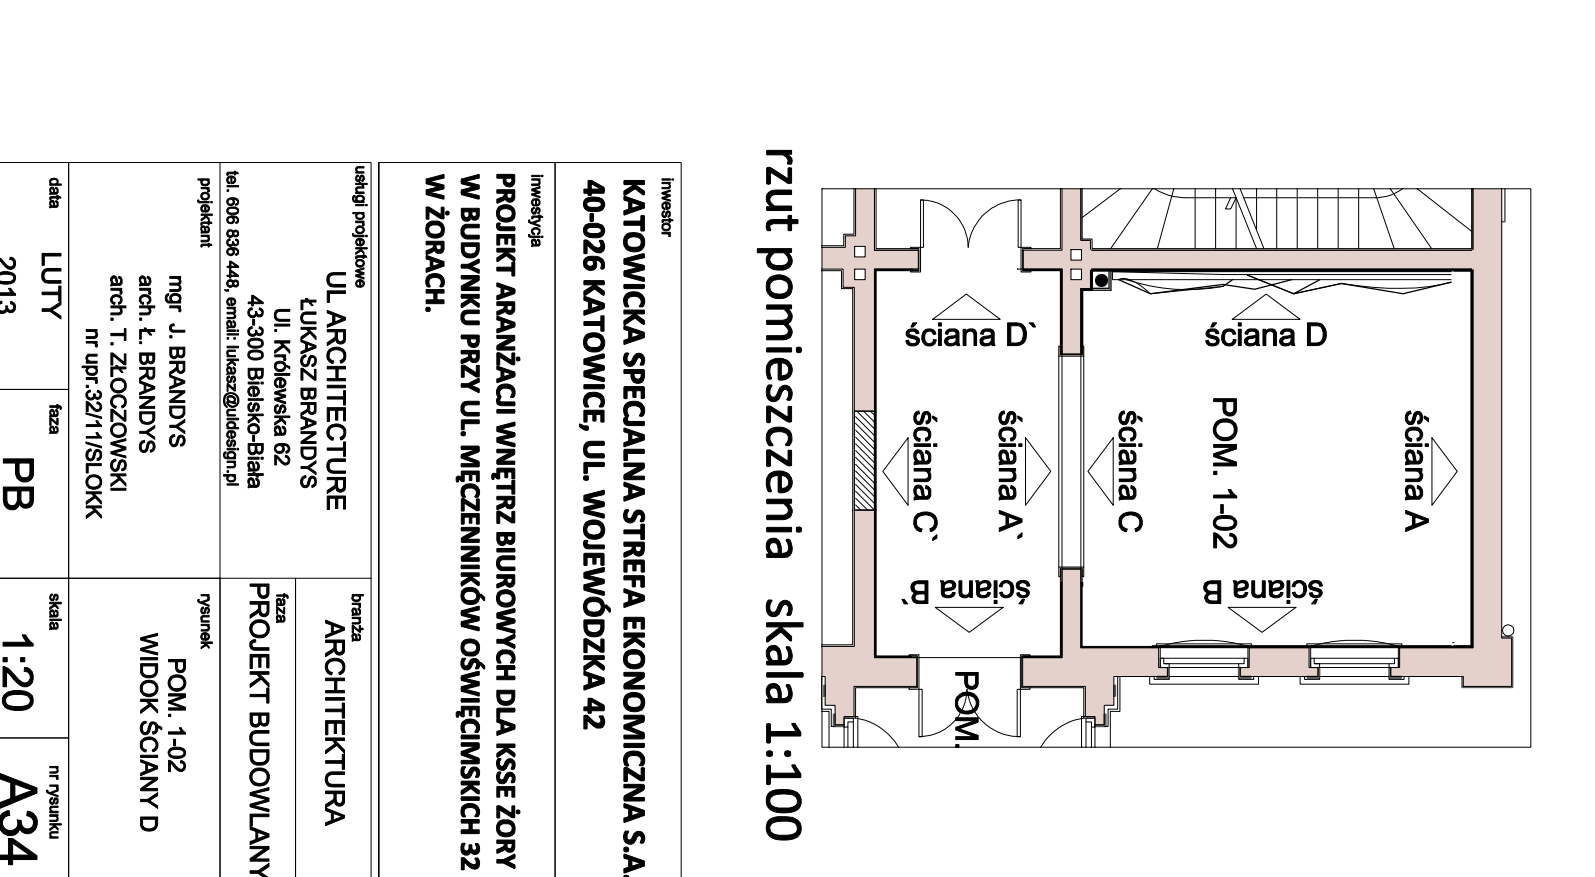 ściana D`
ściana D
ściana C`
ściana A`
ściana C
POM. 1-02
ściana A
ściana B`
ściana B
POM.
rzut pomieszczenia skala 1:100
inwestor
KATOWICKA SPECJALNA STREFA EKONOMICZNA S.A.
40-026 KATOWICE, UL. WOJEWÓDZKA 42
inwestycja
PROJEKT ARANŻACJI WNĘTRZ BIUROWYCH DLA KSSE ŻORY
W BUDYNKU PRZY UL. MĘCZENNIKÓW OŚWIĘCIMSKICH 32
W ŻORACH.
usługi projektowe
UL ARCHITECTURE
ŁUKASZ BRANDYS
Ul. Królewska 62
43-300 Bielsko-Biała
tel. 606 836 448, email: lukasz@uldesign.pl
branża
ARCHITEKTURA
faza
PROJEKT BUDOWLANY
projektant
mgr J. BRANDYS
arch. Ł. BRANDYS
arch. T. ZŁOCZOWSKI
nr upr.32/11/SLOKK
rysunek
POM. 1-02
WIDOK ŚCIANY D
data
LUTY
2013
faza
PB
skala
1:20
nr rysunku
A34